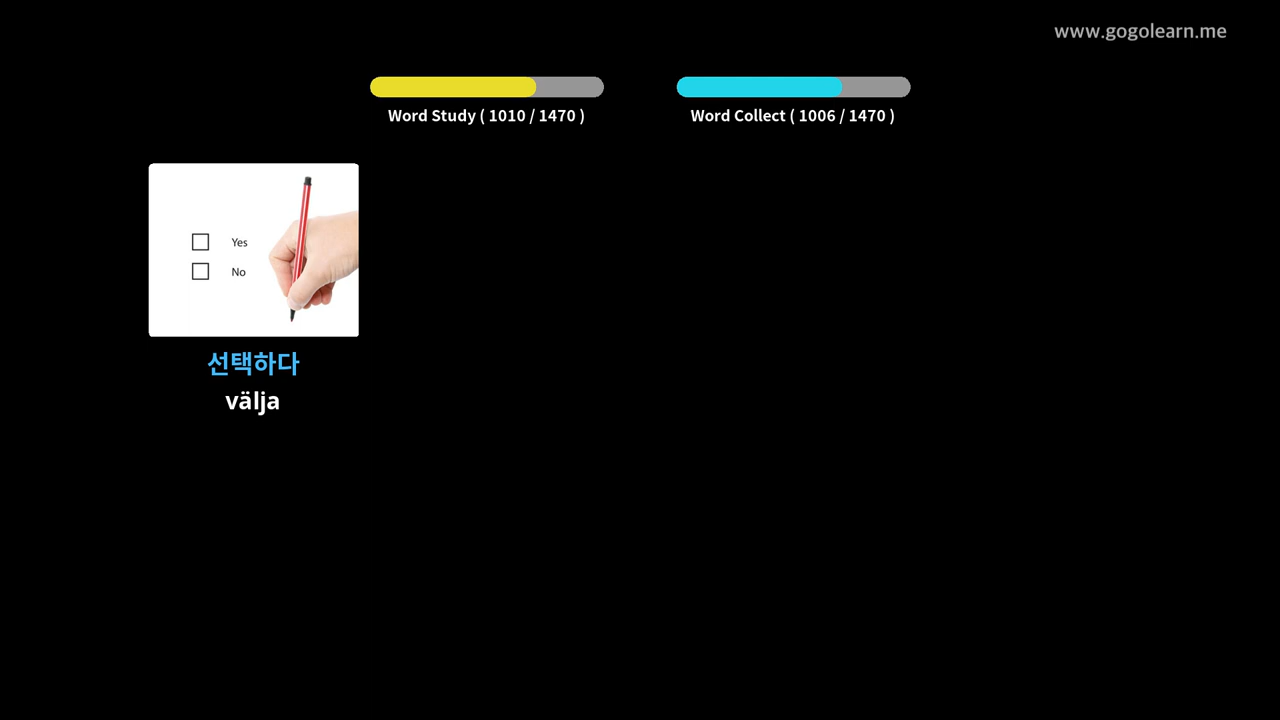 www.gogolearn.me
Word Study ( 1010 / 1470 )
Word Collect ( 1006 / 1470 )
Yes
No
선택하다
välja